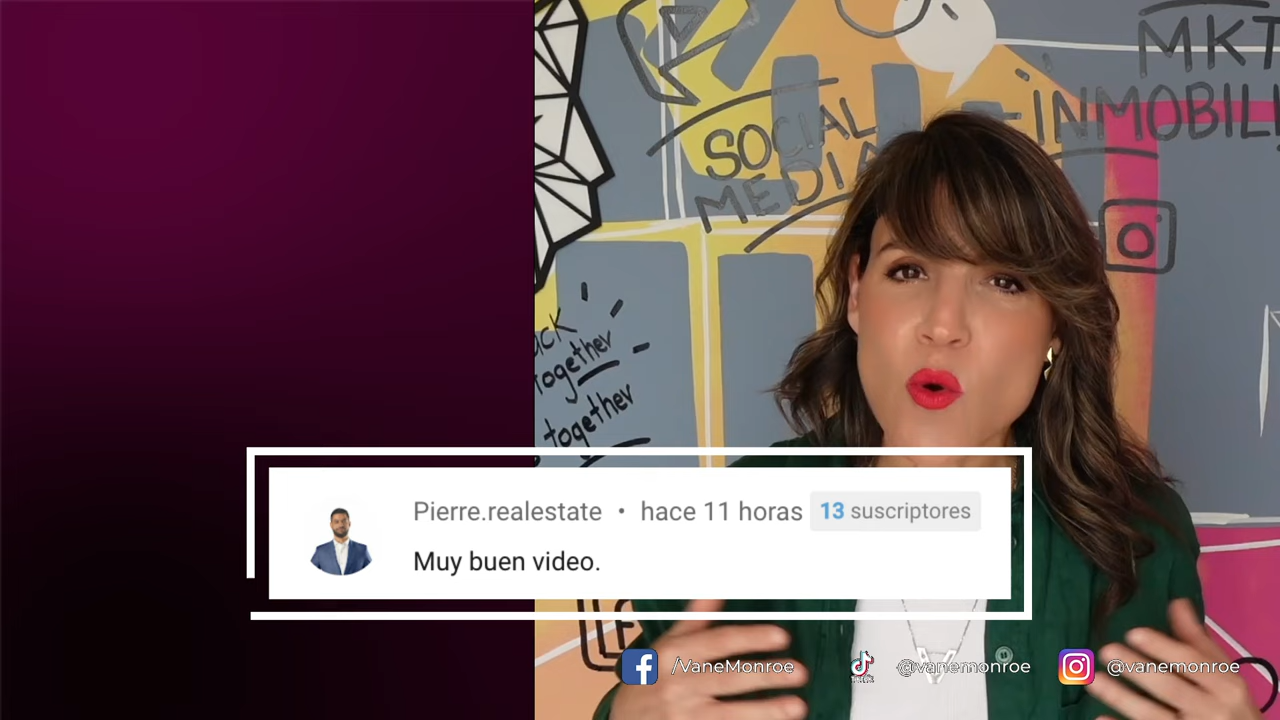 MKT
INMOBILI
SOCIAL
MEDIA
together
together
Pierre.realestate • hace 11 horas 13 suscriptores
Muy buen video.
/VaneMonroe @vanemonroe @vanemonroe